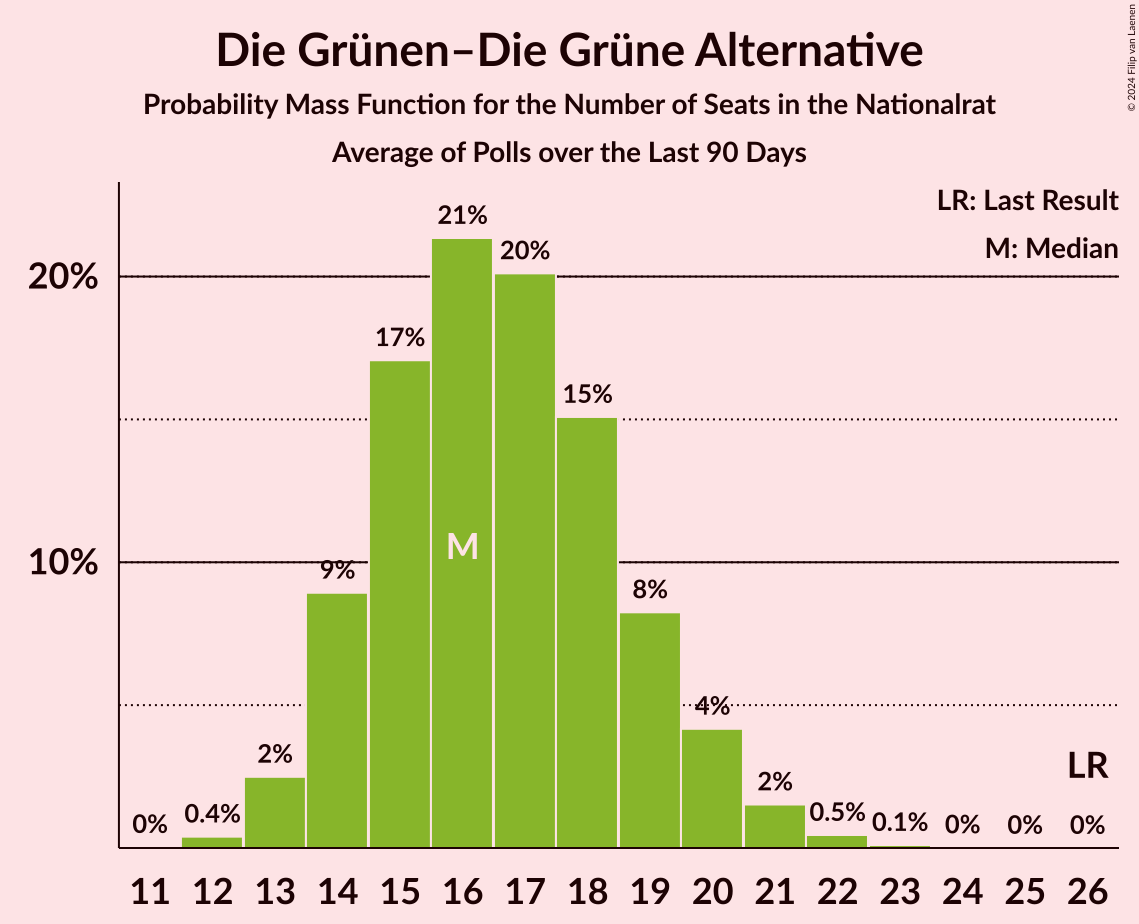 Die Grünen–Die Grüne Alternative
Probability Mass Function for the Number of Seats in the Nationalrat
Average of Polls over the Last 90 Days
© 2024 Filip van Laenen
LR: Last Result
M: Median
20%
10%
0%
0.4%
2%
9%
17%
21%
20%
15%
8%
4%
2%
0.5%
0.1%
0%
0%
0%
M
LR
11 12 13 14 15 16 17 18 19 20 21 22 23 24 25 26